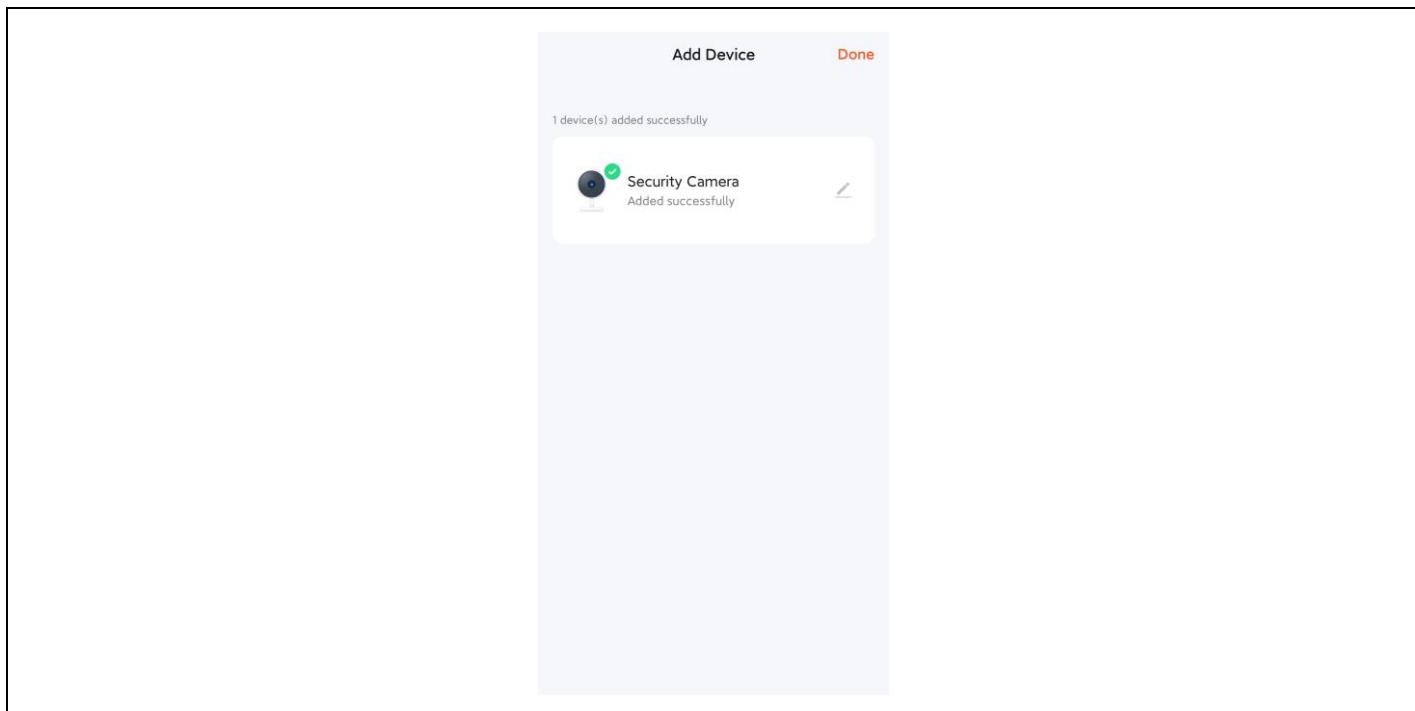 Add Device
Done
1 device(s) added successfully
Security Camera
Added successfully